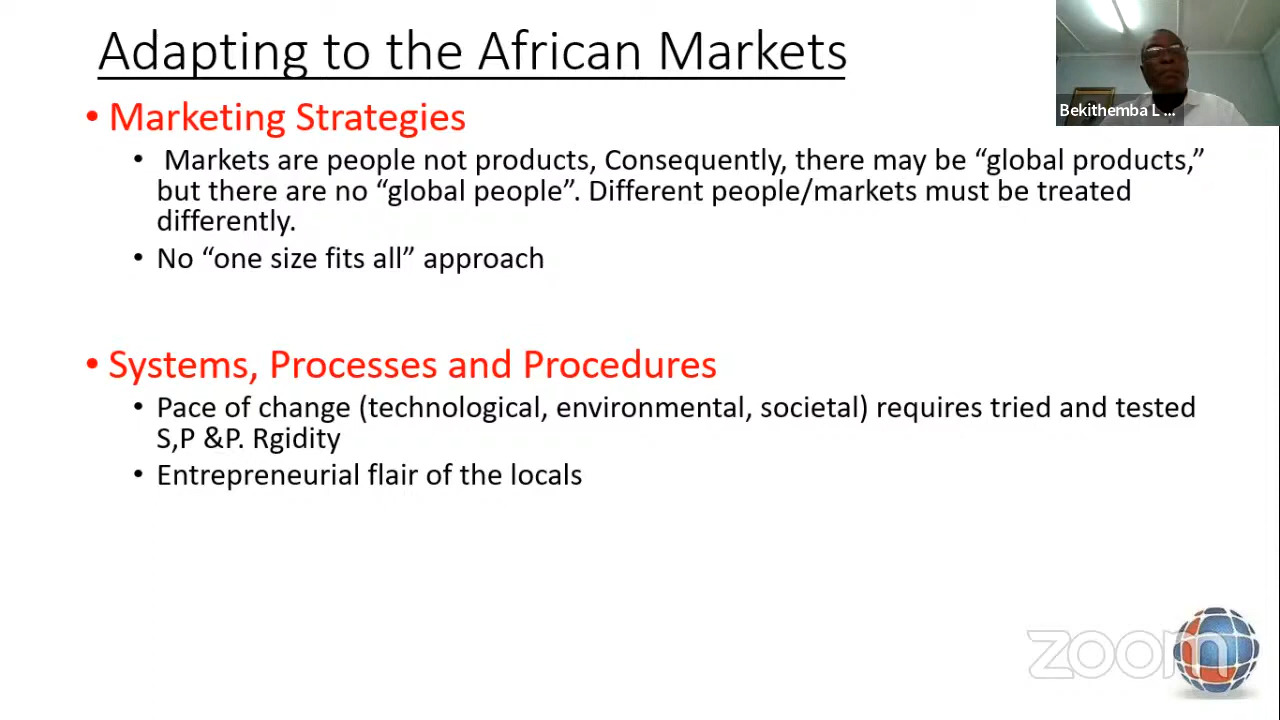 Adapting to the African Markets
Bekithemba L ...
• Marketing Strategies
• Markets are people not products, Consequently, there may be “global products,”
but there are no “global people”. Different people/markets must be treated
differently.
• No “one size fits all” approach
• Systems, Processes and Procedures
• Pace of change (technological, environmental, societal) requires tried and tested
S,P &P. Rgidity
• Entrepreneurial flair of the locals
zoom